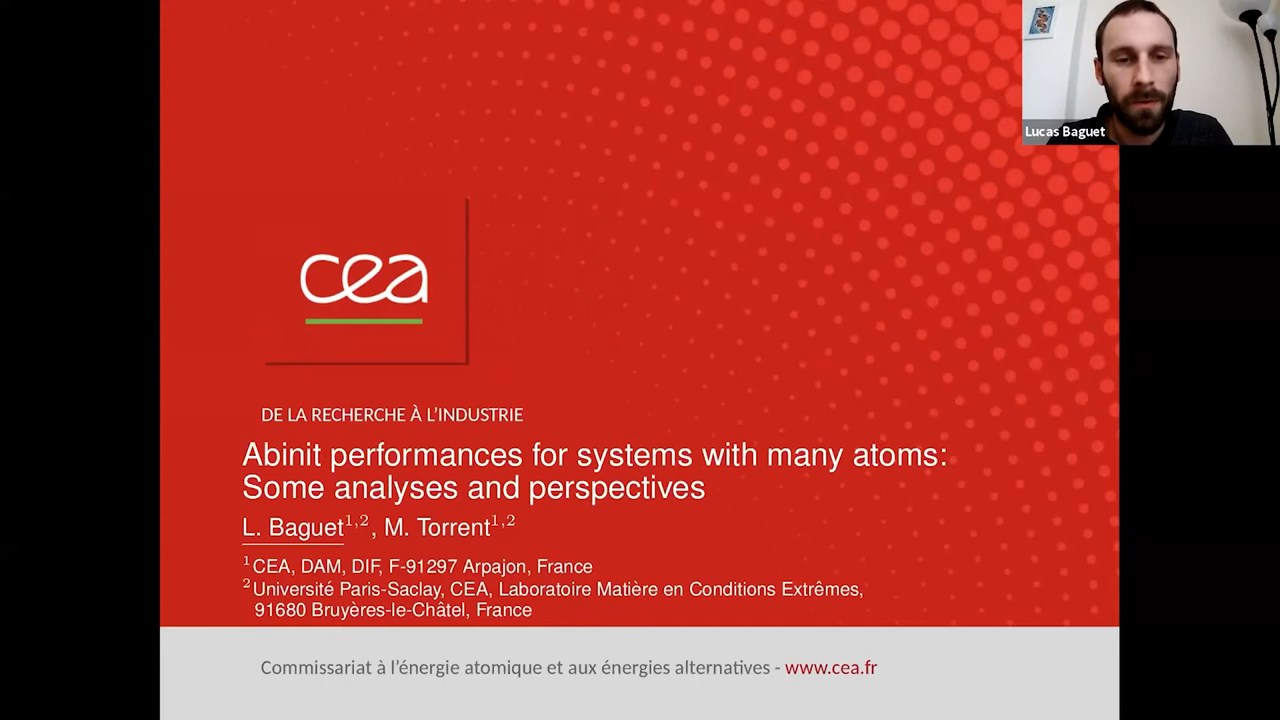 Lucas Baguet
cea
DE LA RECHERCHE À L'INDUSTRIE
Abinit performances for systems with many atoms:
Some analyses and perspectives
L. Baguet1,2, M. Torrent1,2
1CEA, DAM, DIF, F-91297 Arpajon, France
2Université Paris-Saclay, CEA, Laboratoire Matière en Conditions Extrêmes,
91680 Bruyères-le-Châtel, France
Commissariat à l'énergie atomique et aux énergies alternatives - www.cea.fr